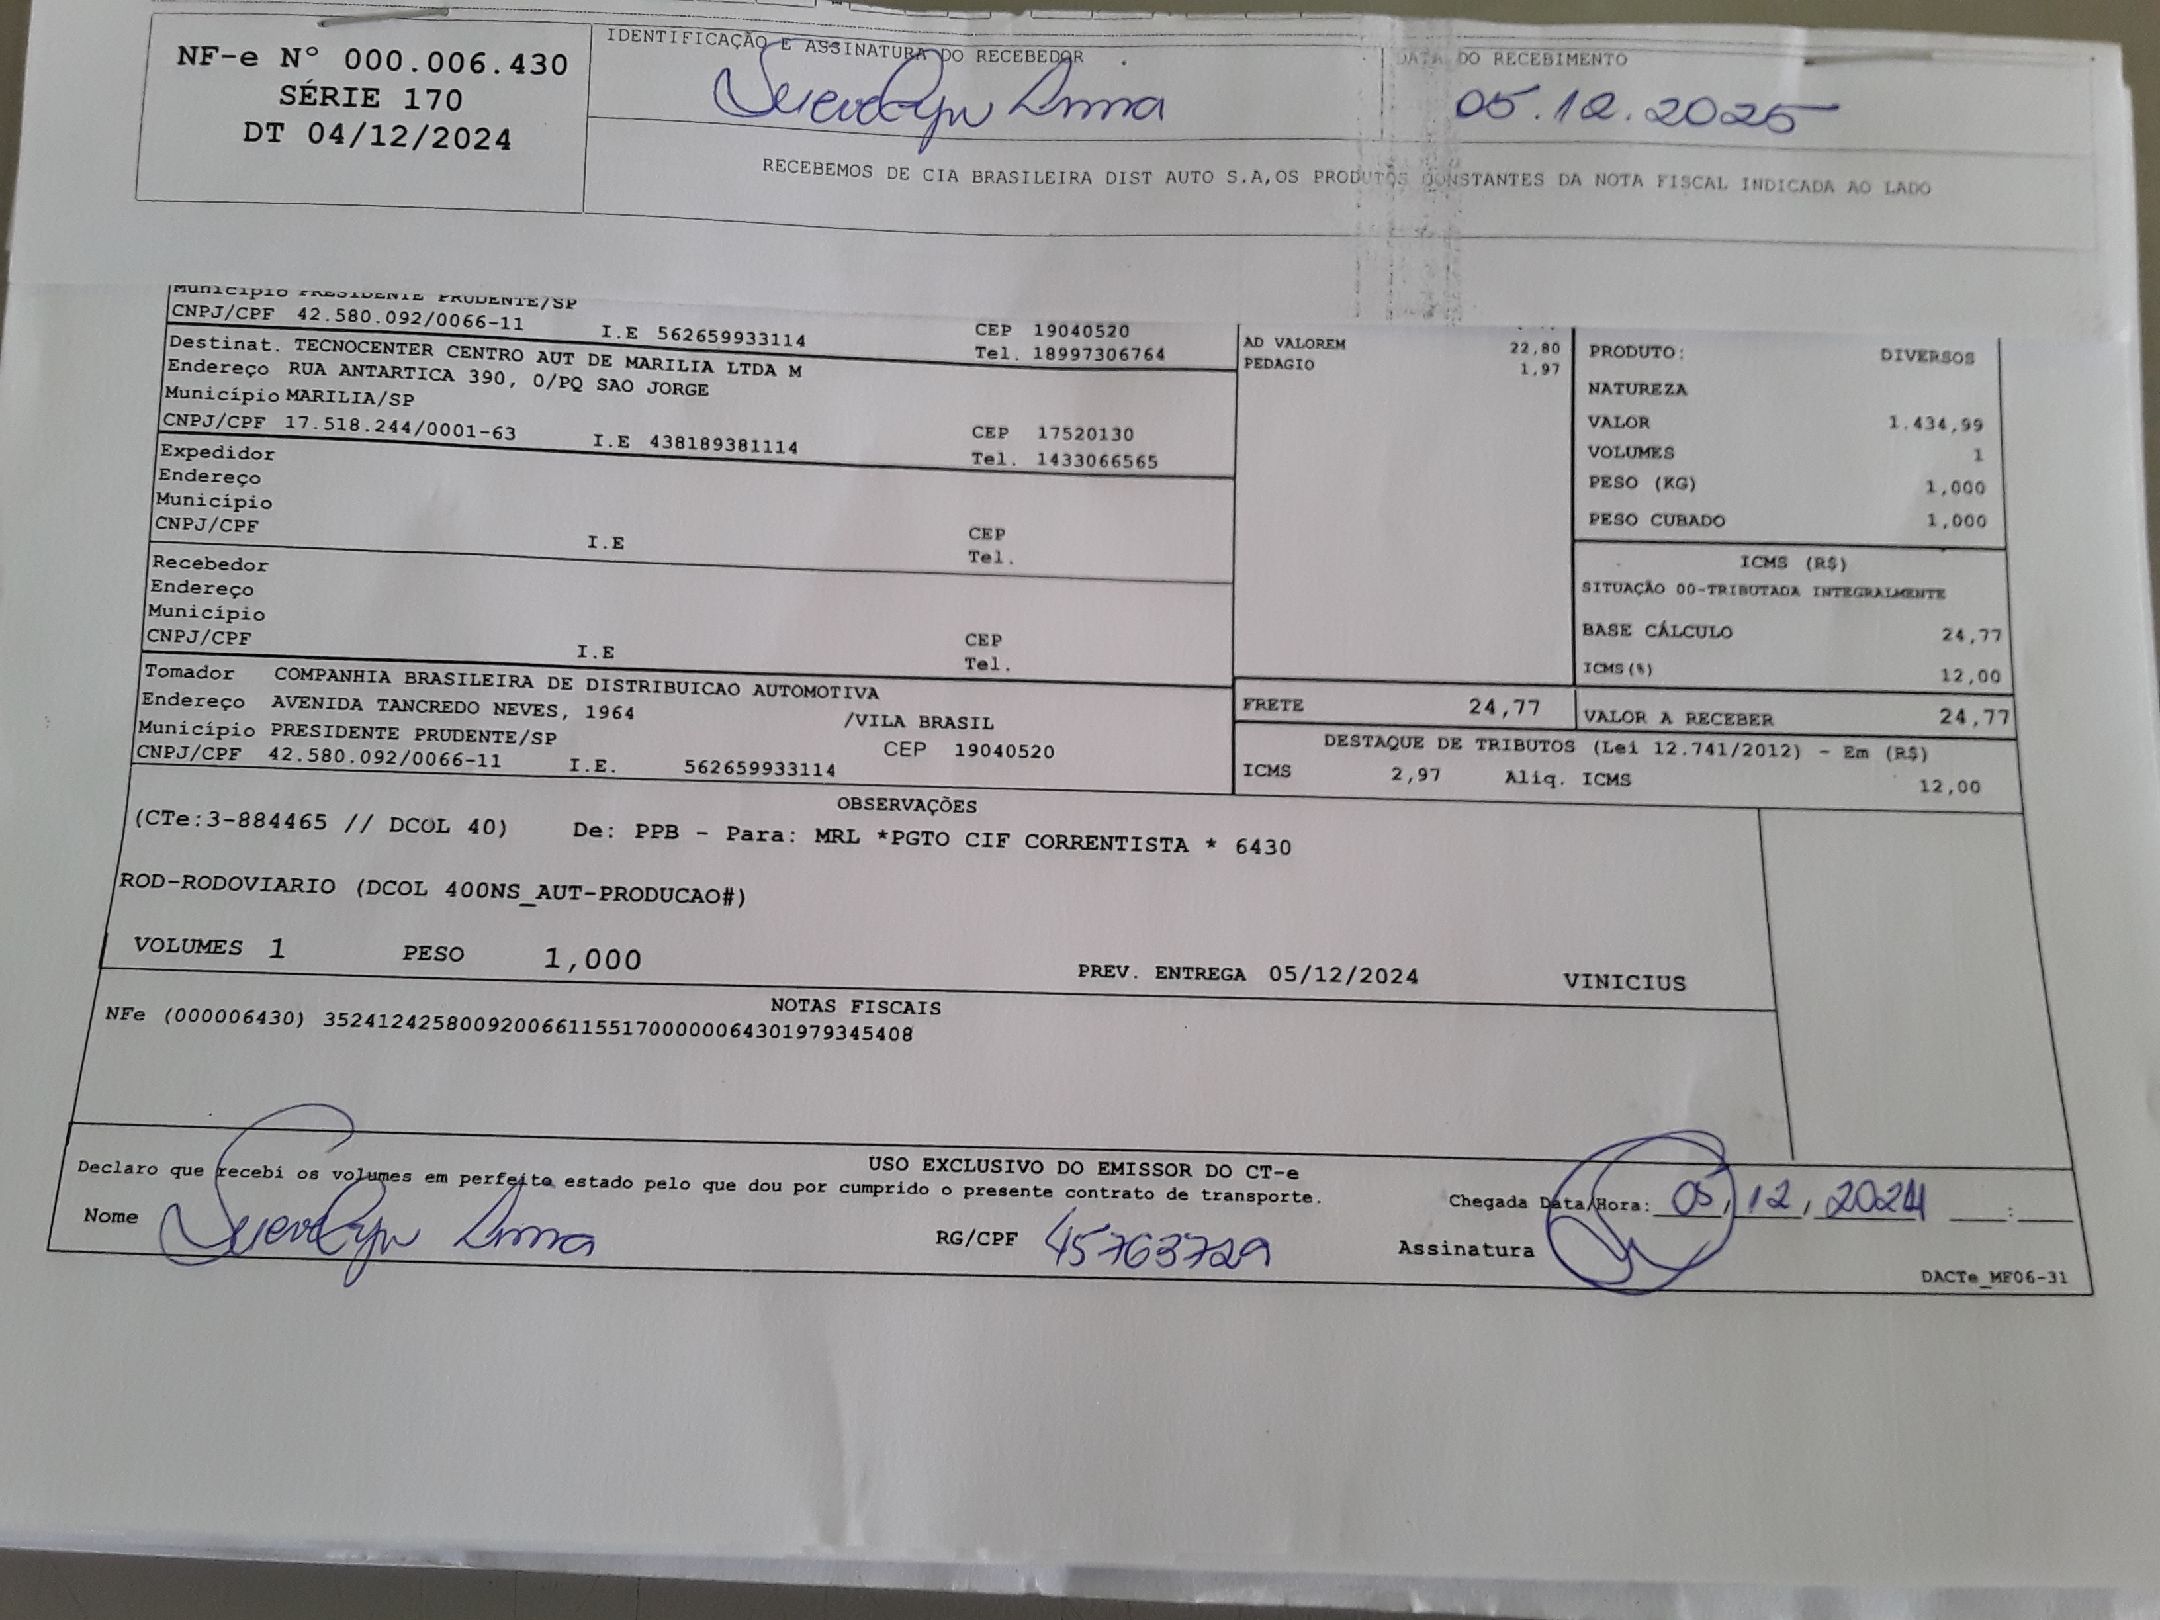 NF-e Nº 000.006.430
SÉRIE 170
DT 04/12/2024
IDENTIFICAÇÃO E ASSINATURA DO RECEBEDOR
DATA DO RECEBIMENTO
05.12.2025
RECEBEMOS DE CIA BRASILEIRA DIST AUTO S.A,OS PRODUTOS CONSTANTES DA NOTA FISCAL INDICADA AO LADO
Município PRESIDENTE PRUDENTE/SP
CNPJ/CPF 42.580.092/0066-11 I.E 562659933114 CEP 19040520
Tel. 18997306764
Destinat. TECNOCENTER CENTRO AUT DE MARILIA LTDA M
Endereço RUA ANTARTICA 390, 0/PQ SAO JORGE
Município MARILIA/SP
CNPJ/CPF 17.518.244/0001-63 I.E 438189381114 CEP 17520130
Tel. 1433066565
Expedidor
Endereço
Município
CNPJ/CPF I.E CEP
Tel.
Recebedor
Endereço
Município
CNPJ/CPF I.E CEP
Tel.
Tomador COMPANHIA BRASILEIRA DE DISTRIBUICAO AUTOMOTIVA
Endereço AVENIDA TANCREDO NEVES, 1964 /VILA BRASIL
Município PRESIDENTE PRUDENTE/SP CEP 19040520
CNPJ/CPF 42.580.092/0066-11 I.E. 562659933114
AD VALOREM 22,80
PEDAGIO 1,97
PRODUTO: DIVERSOS
NATUREZA
VALOR 1.434,99
VOLUMES 1
PESO (KG) 1,000
PESO CUBADO 1,000
ICMS (R$)
SITUAÇÃO 00-TRIBUTADA INTEGRALMENTE
BASE CÁLCULO 24,77
ICMS(%) 12,00
FRETE 24,77 VALOR A RECEBER 24,77
DESTAQUE DE TRIBUTOS (Lei 12.741/2012) - Em (R$)
ICMS 2,97 Aliq. ICMS 12,00
OBSERVAÇÕES
(CTe:3-884465 // DCOL 40) De: PPB - Para: MRL *PGTO CIF CORRENTISTA * 6430
ROD-RODOVIARIO (DCOL 400NS_AUT-PRODUCAO#)
VOLUMES 1 PESO 1,000 PREV. ENTREGA 05/12/2024 VINICIUS
NOTAS FISCAIS
NFe (000006430) 35241242580092006611551700000064301979345408
USO EXCLUSIVO DO EMISSOR DO CT-e
Declaro que recebi os volumes em perfeito estado pelo que dou por cumprido o presente contrato de transporte.
Chegada Data/Hora: 05, 12, 2024 :
Nome RG/CPF 45763729 Assinatura
DACTe_MF06-31